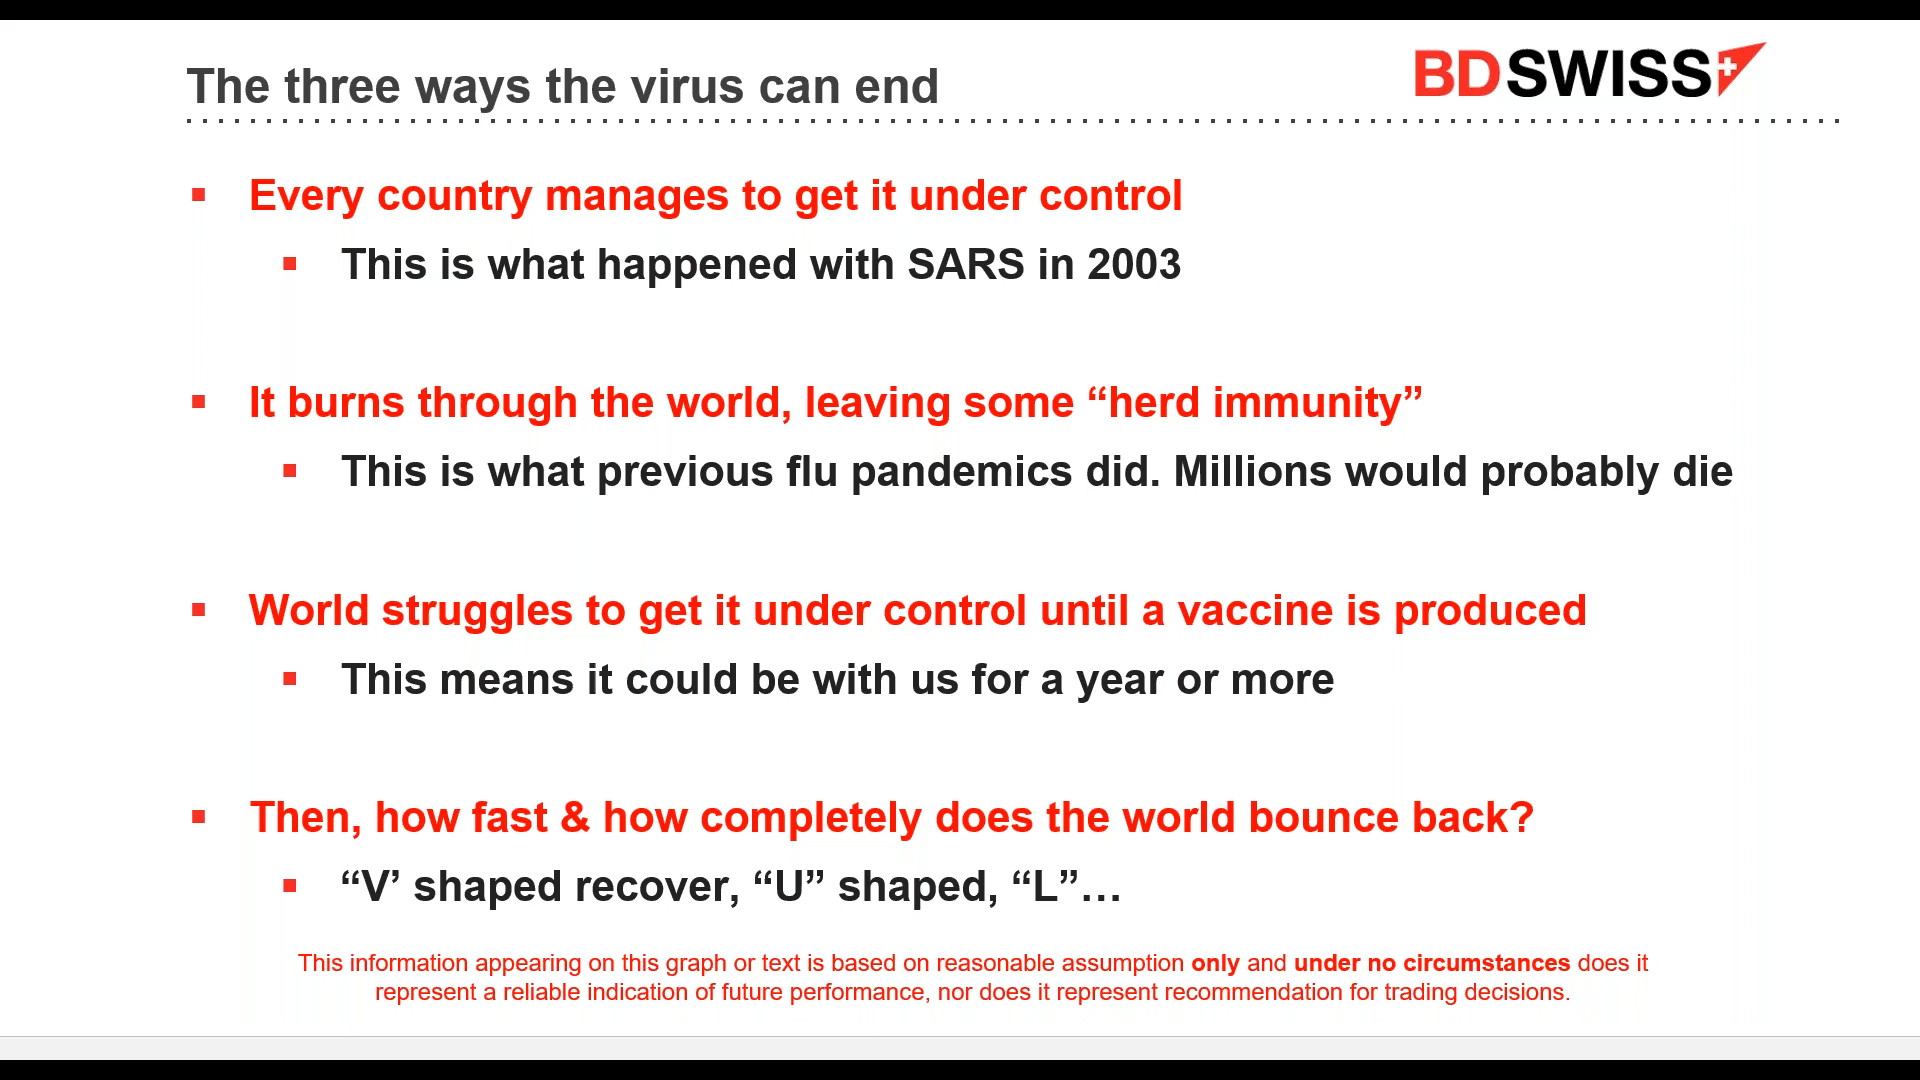 The three ways the virus can end
BDSWISS
Every country manages to get it under control
This is what happened with SARS in 2003
It burns through the world, leaving some “herd immunity”
This is what previous flu pandemics did. Millions would probably die
World struggles to get it under control until a vaccine is produced
This means it could be with us for a year or more
Then, how fast & how completely does the world bounce back?
“V’ shaped recover, “U” shaped, “L”…
This information appearing on this graph or text is based on reasonable assumption only and under no circumstances does it
represent a reliable indication of future performance, nor does it represent recommendation for trading decisions.